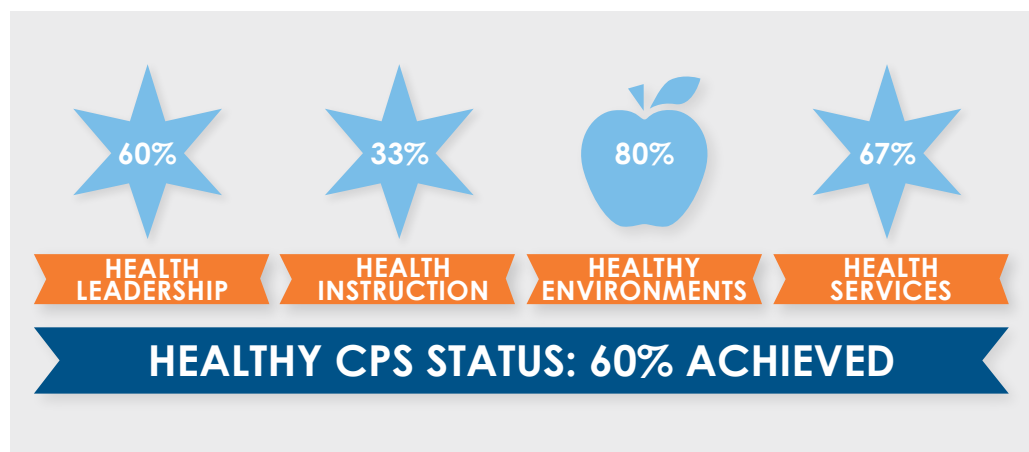 60%
33%
80%
67%
HEALTH
LEADERSHIP
HEALTH
INSTRUCTION
HEALTHY
ENVIRONMENTS
HEALTH
SERVICES
HEALTHY CPS STATUS: 60% ACHIEVED